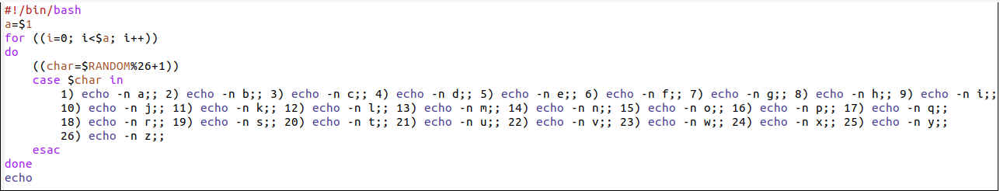 #!/bin/bash
a=$1
for ((i=0; i<$a; i++))
do
    ((char=$RANDOM%26+1))
    case $char in
        1) echo -n a;; 2) echo -n b;; 3) echo -n c;; 4) echo -n d;; 5) echo -n e;; 6) echo -n f;; 7) echo -n g;; 8) echo -n h;; 9) echo -n i;;
        10) echo -n j;; 11) echo -n k;; 12) echo -n l;; 13) echo -n m;; 14) echo -n n;; 15) echo -n o;; 16) echo -n p;; 17) echo -n q;;
        18) echo -n r;; 19) echo -n s;; 20) echo -n t;; 21) echo -n u;; 22) echo -n v;; 23) echo -n w;; 24) echo -n x;; 25) echo -n y;;
        26) echo -n z;;
    esac
done
echo